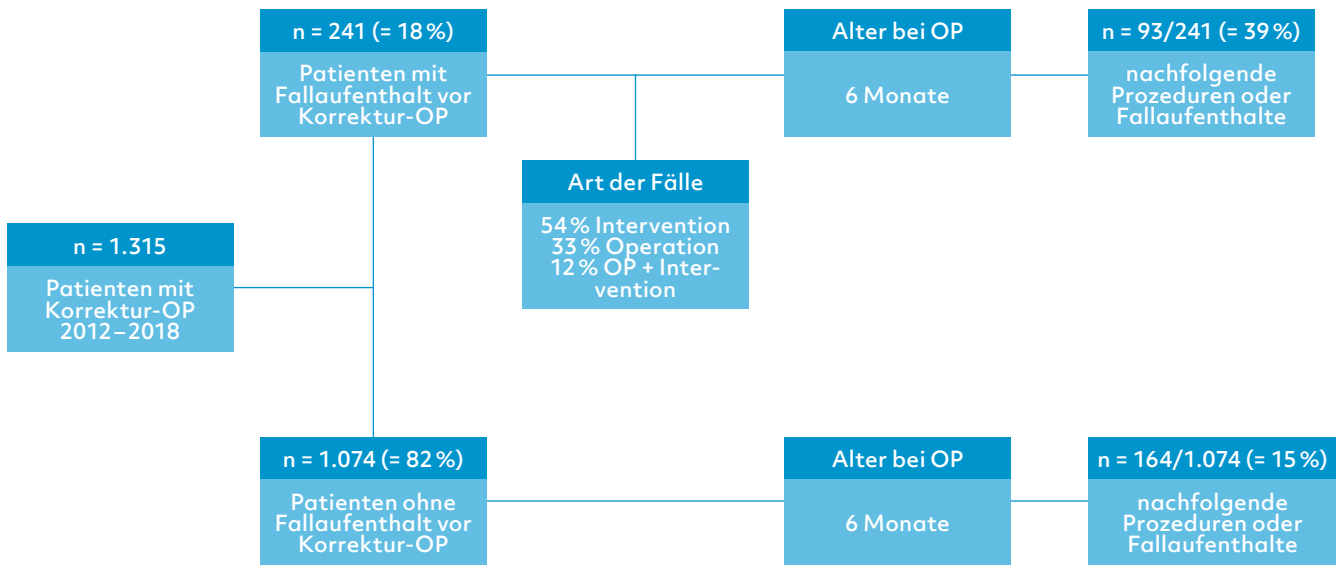 n = 241 (= 18 %)
Patienten mit
Fallaufenthalt vor
Korrektur-OP
Alter bei OP
6 Monate
n = 93/241 (= 39 %)
nachfolgende
Prozeduren oder
Fallaufenthalte
Art der Fälle
54 % Intervention
33 % Operation
12 % OP + Inter-
vention
n = 1.315
Patienten mit
Korrektur-OP
2012 – 2018
n = 1.074 (= 82 %)
Patienten ohne
Fallaufenthalt vor
Korrektur-OP
Alter bei OP
6 Monate
n = 164/1.074 (= 15 %)
nachfolgende
Prozeduren oder
Fallaufenthalte